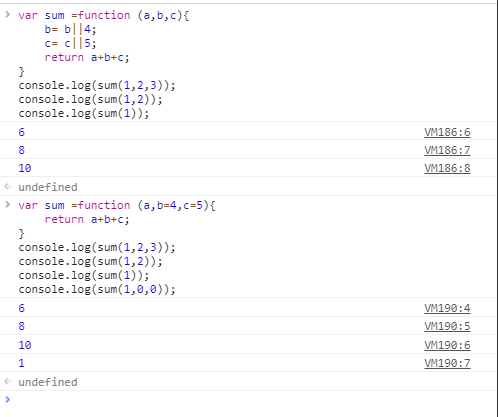 var sum =function (a,b,c){
b= b||4;
c= c||5;
return a+b+c;
}
console.log(sum(1,2,3));
console.log(sum(1,2));
console.log(sum(1));
6 VM186:6
8 VM186:7
10 VM186:8
undefined
var sum =function (a,b=4,c=5){
return a+b+c;
}
console.log(sum(1,2,3));
console.log(sum(1,2));
console.log(sum(1));
console.log(sum(1,0,0));
6 VM190:4
8 VM190:5
10 VM190:6
1 VM190:7
undefined